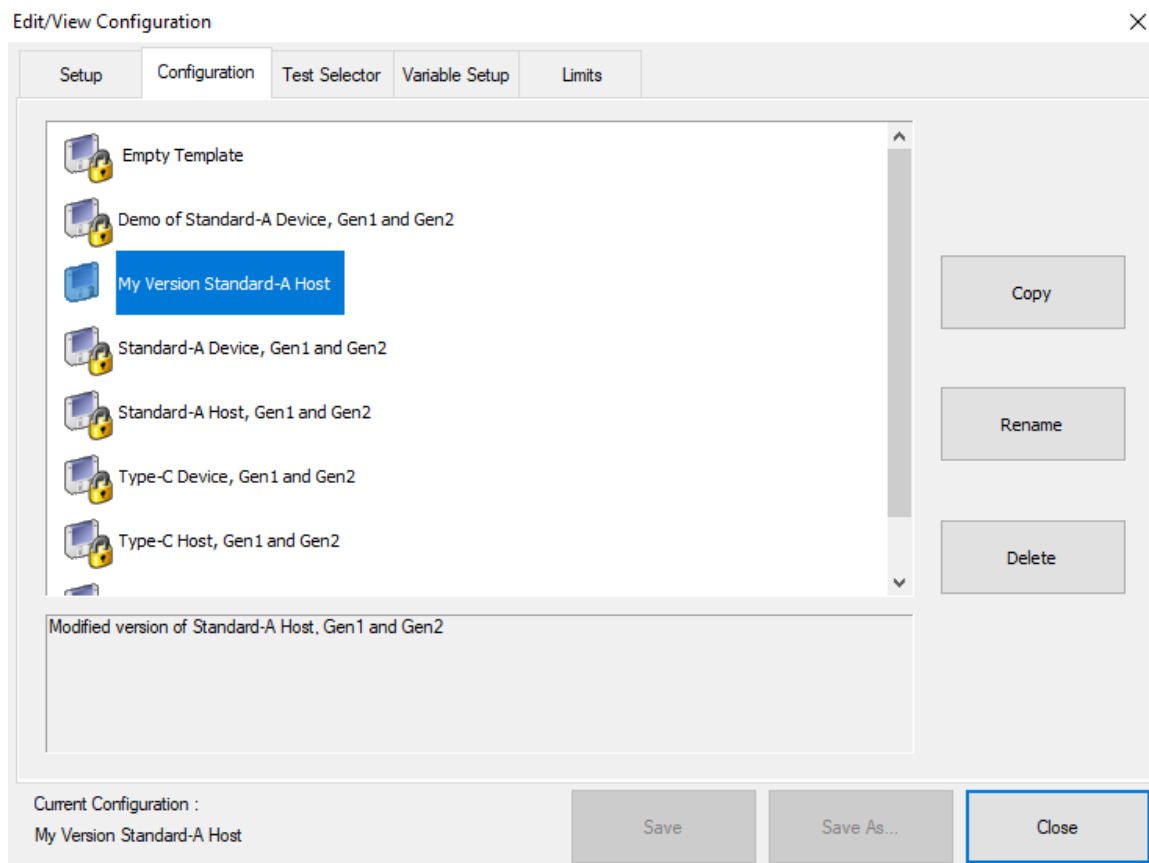 Edit/View Configuration
Setup
Configuration
Test Selector
Variable Setup
Limits
Empty Template
Demo of Standard-A Device, Gen1 and Gen2
My Version Standard-A Host
Standard-A Device, Gen1 and Gen2
Standard-A Host, Gen1 and Gen2
Type-C Device, Gen1 and Gen2
Type-C Host, Gen1 and Gen2
Copy
Rename
Delete
Modified version of Standard-A Host, Gen1 and Gen2
Current Configuration :
My Version Standard-A Host
Save
Save As...
Close